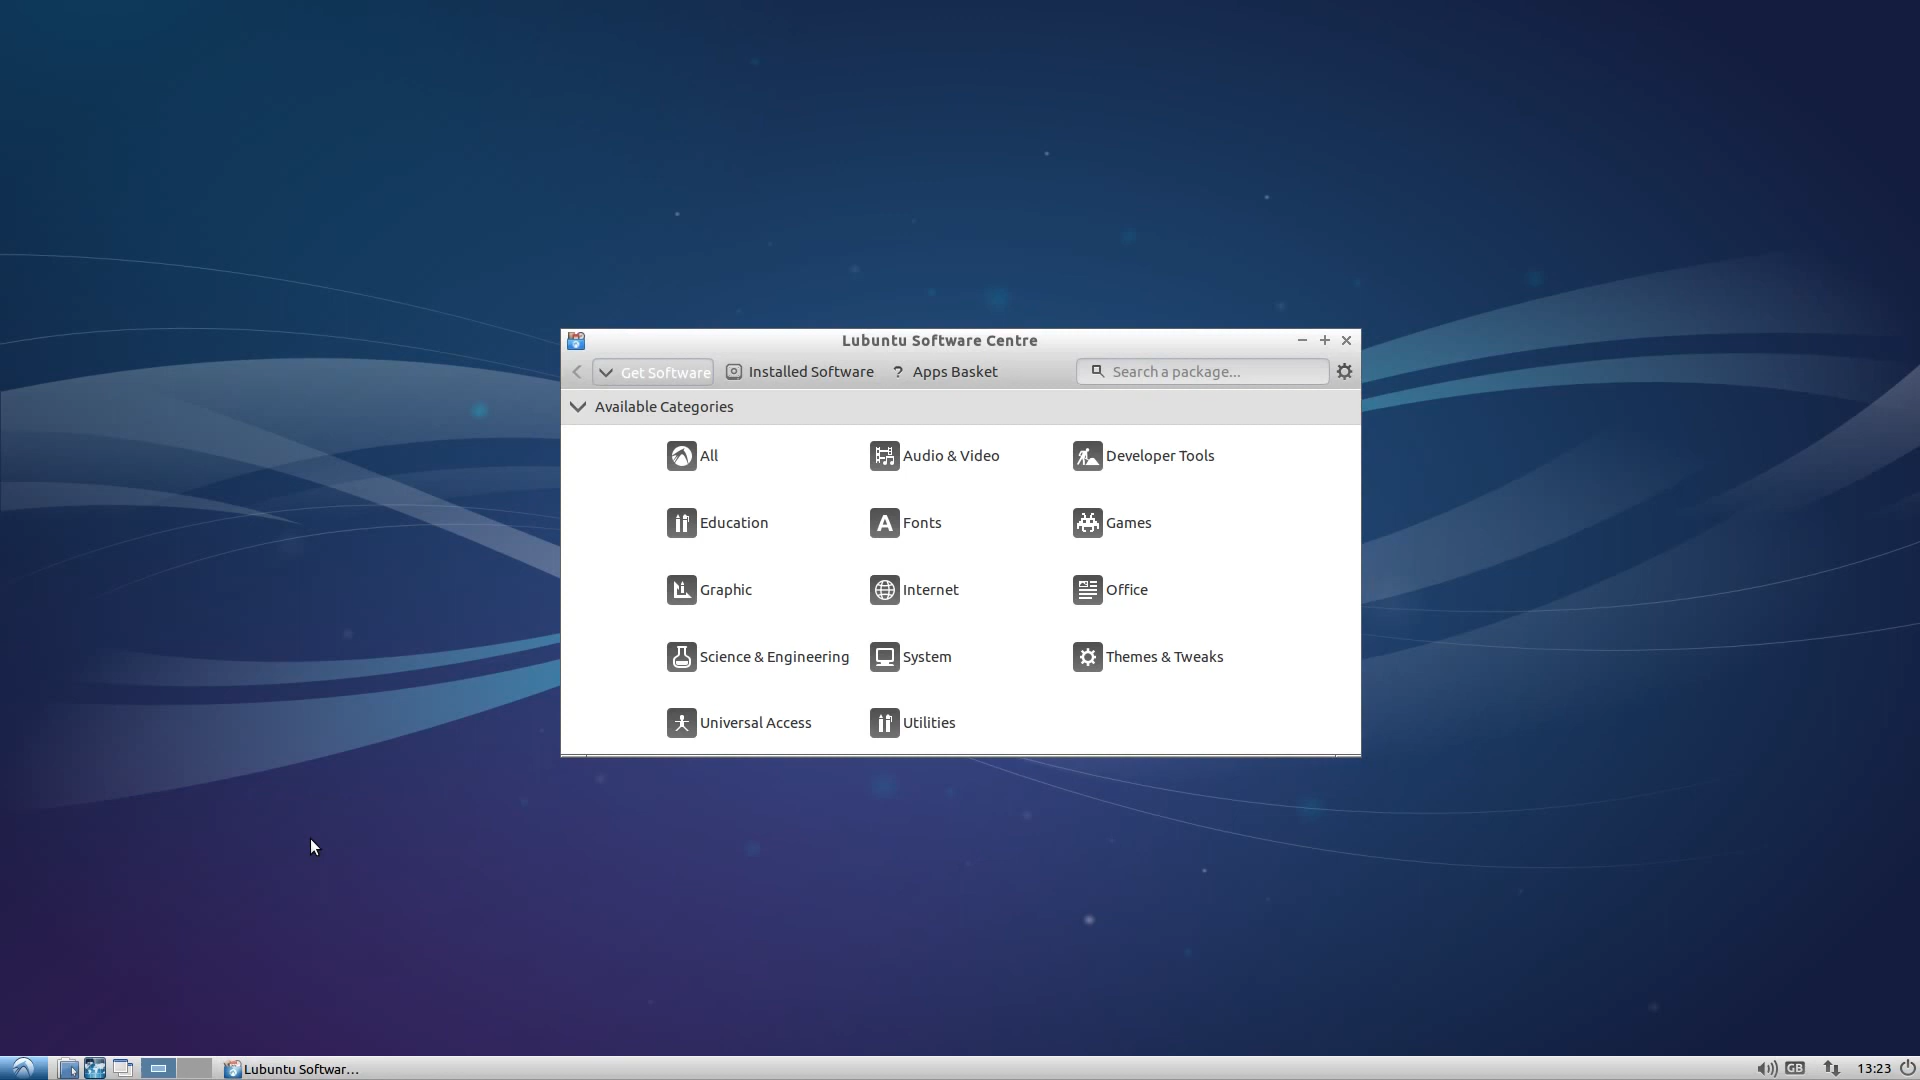 Lubuntu Software Centre
Get Software Installed Software ? Apps Basket Search a package...
Available Categories
All Audio & Video Developer Tools
Education Fonts Games
Graphic Internet Office
Science & Engineering System Themes & Tweaks
Universal Access Utilities
Lubuntu Softwar... GB 13:23